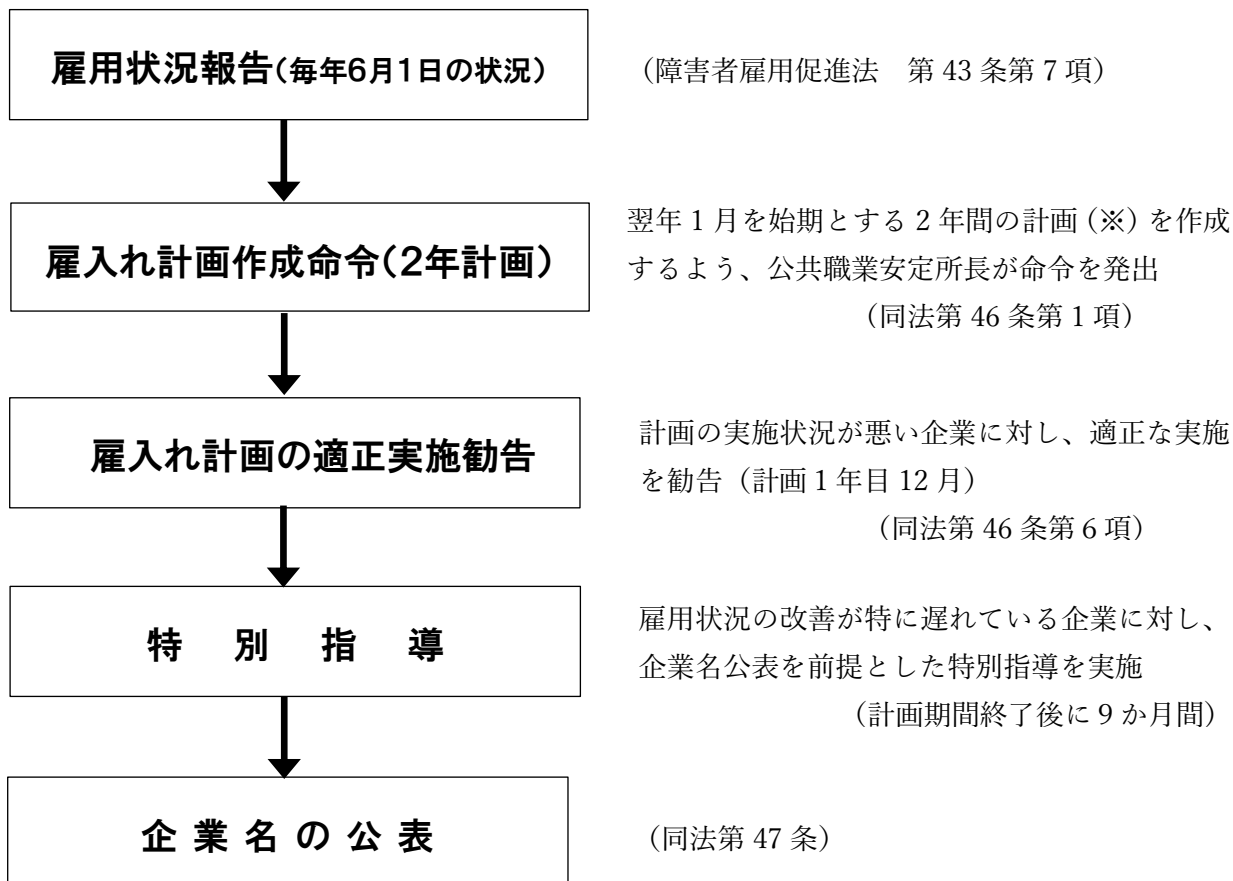 雇用状況報告(毎年6月1日の状況)
(障害者雇用促進法　第 43 条第 7 項)
雇入れ計画作成命令(2年計画)
翌年 1 月を始期とする 2 年間の計画 (※) を作成
するよう、公共職業安定所長が命令を発出
(同法第 46 条第 1 項)
雇入れ計画の適正実施勧告
計画の実施状況が悪い企業に対し、適正な実施
を勧告（計画 1 年目 12 月）
(同法第 46 条第 6 項)
特　別　指　導
雇用状況の改善が特に遅れている企業に対し、
企業名公表を前提とした特別指導を実施
(計画期間終了後に 9 か月間)
企 業 名 の 公 表
(同法第 47 条)